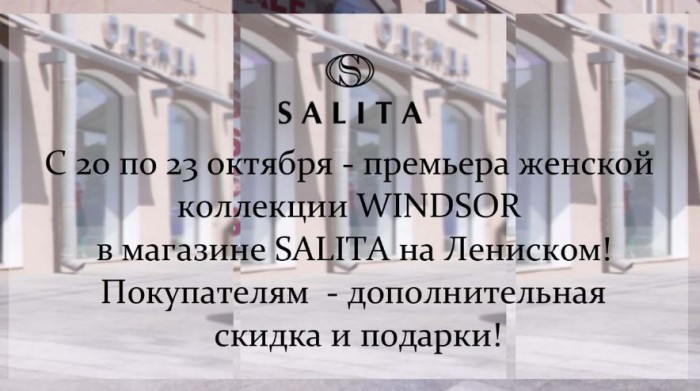 ОДЕЖДА
ОДЕЖДА
SALITA
С 20 по 23 октября - премьера женской
коллекции WINDSOR
в магазине SALITA на Лениском!
Покупателям - дополнительная
скидка и подарки!